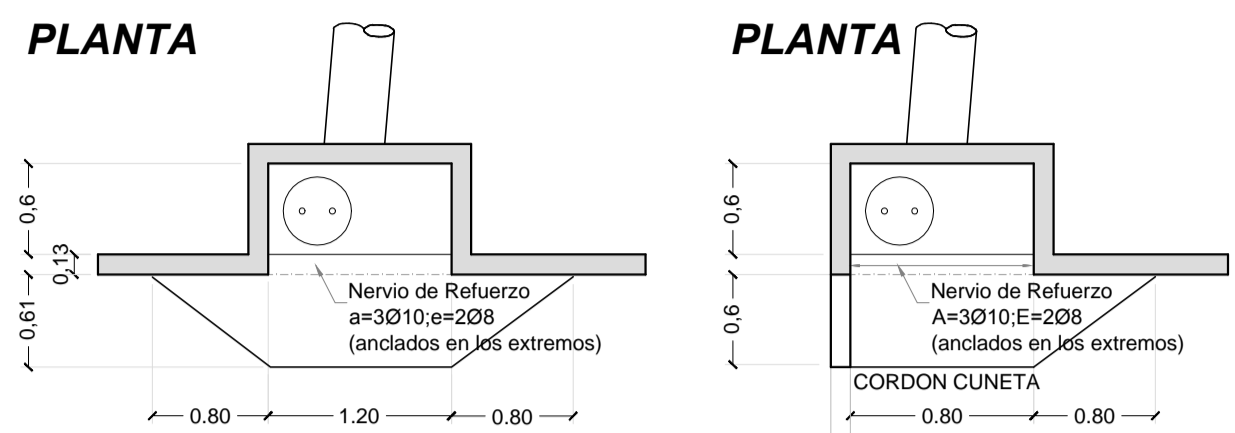 PLANTA
0,6
0,13
0,61
Nervio de Refuerzo
a=3Ø10;e=2Ø8
(anclados en los extremos)
0.80
1.20
0.80
PLANTA
0,6
0,6
Nervio de Refuerzo
A=3Ø10;E=2Ø8
(anclados en los extremos)
CORDON CUNETA
0.80
0.80